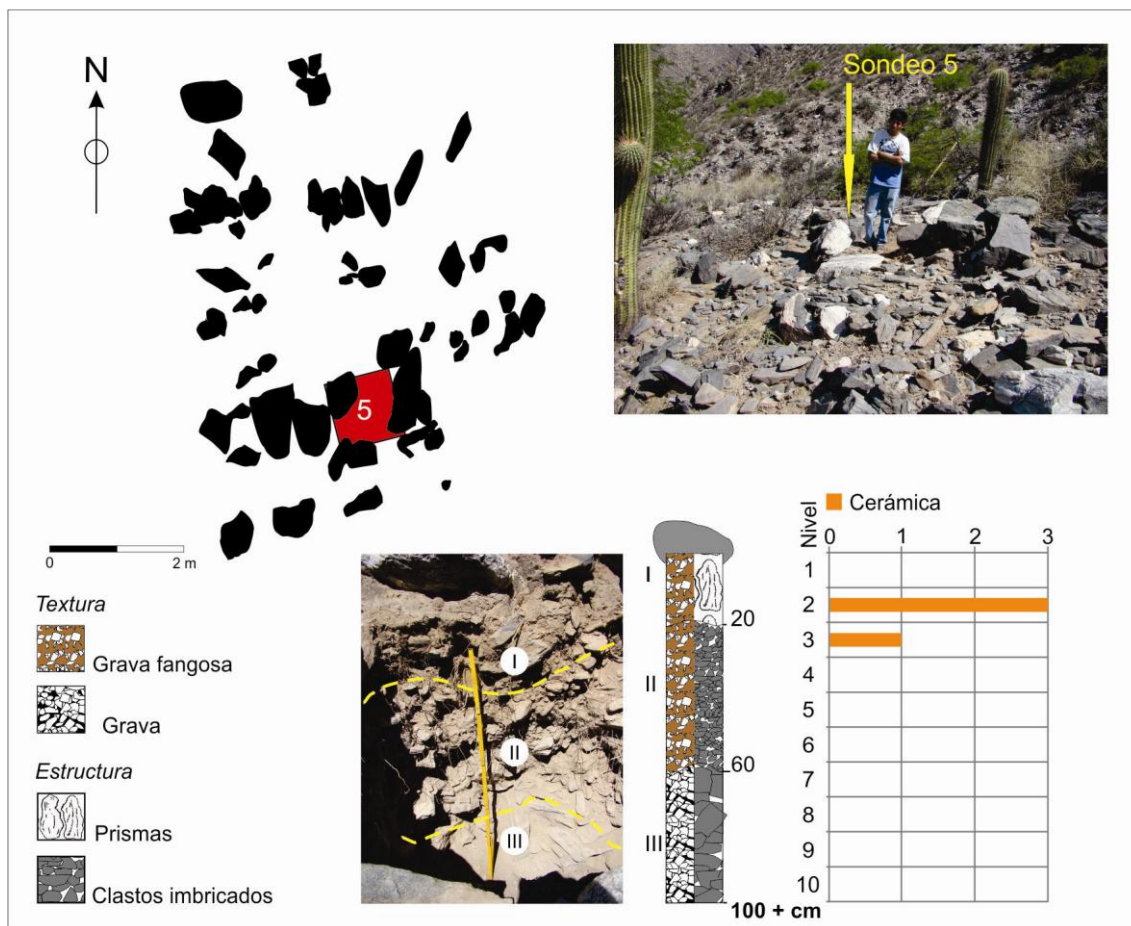 N
5
0 2 m
Sondeo 5
Textura
Grava fangosa
Grava
Estructura
Prismas
Clastos imbricados
I
II
III
I
II
III
20
60
100 + cm
Cerámica
Nivel
0 1 2 3
1
2
3
4
5
6
7
8
9
10